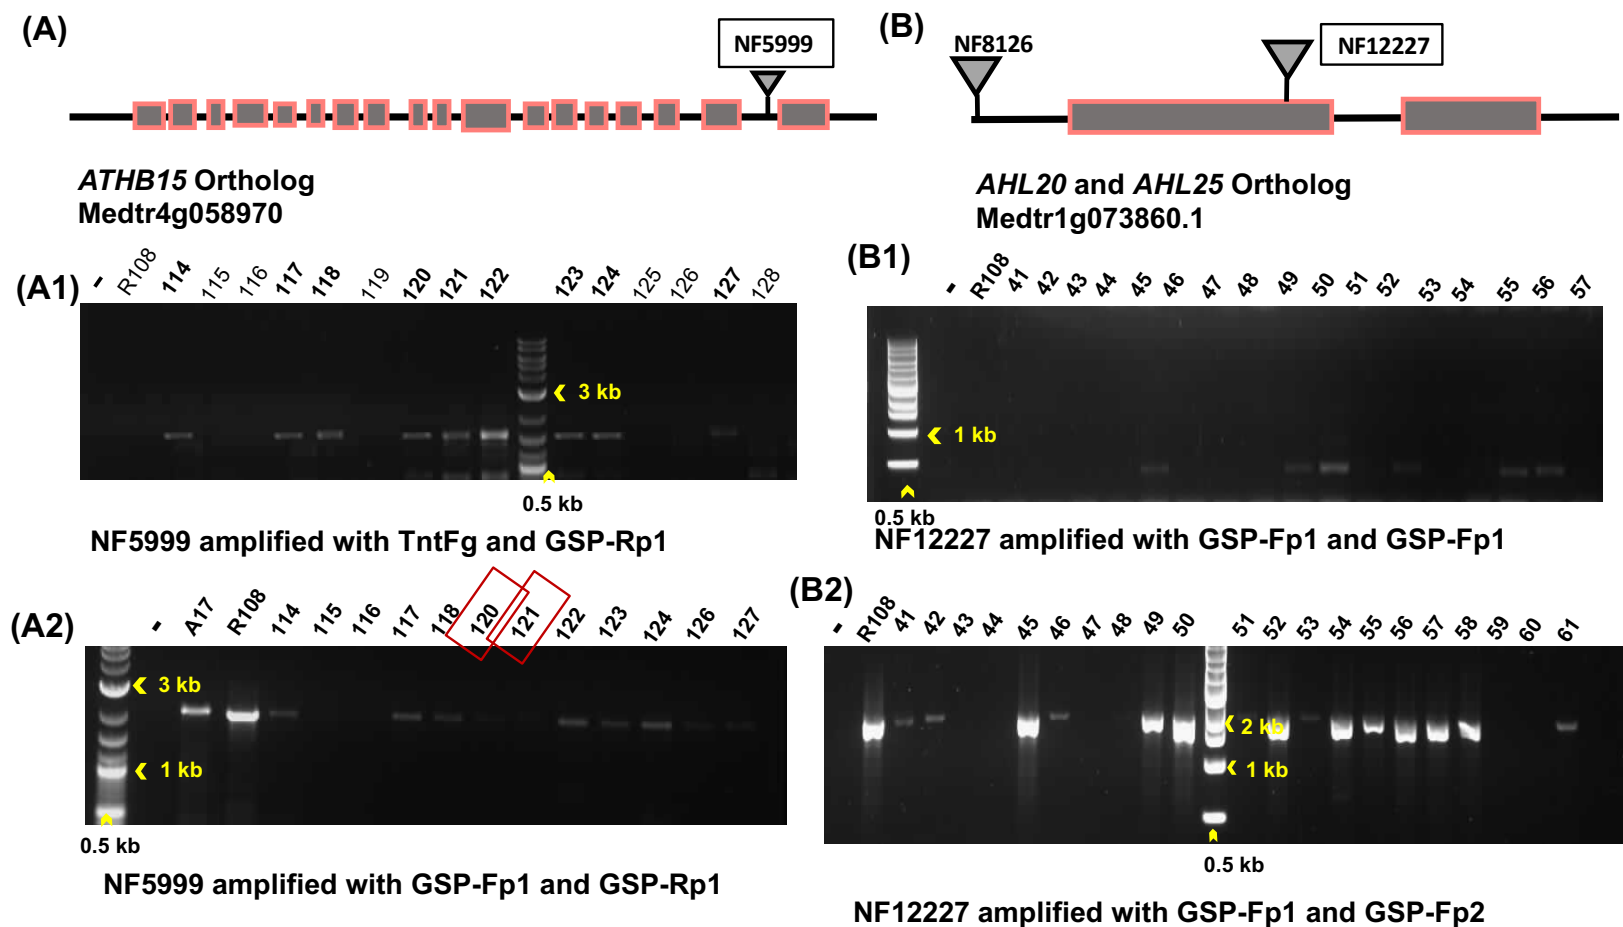 (A)
NF5999
ATHB15 Ortholog
Medtr4g058970
(B)
NF8126
NF12227
AHL20 and AHL25 Ortholog
Medtr1g073860.1
(A1)
- R108 114 115 116 117 118 119 120 121 122 123 124 125 126 127 128
3 kb
0.5 kb
NF5999 amplified with TntFg and GSP-Rp1
(B1)
- R108 41 42 43 44 45 46 47 48 49 50 51 52 53 54 55 56 57
1 kb
0.5 kb
NF12227 amplified with GSP-Fp1 and GSP-Fp1
(A2)
- A17 R108 114 115 116 117 118 120 121 122 123 124 126 127
3 kb
1 kb
0.5 kb
NF5999 amplified with GSP-Fp1 and GSP-Rp1
(B2)
- R108 41 42 43 44 45 46 47 48 49 50 51 52 53 54 55 56 57 58 59 60 61
2 kb
1 kb
0.5 kb
NF12227 amplified with GSP-Fp1 and GSP-Fp2